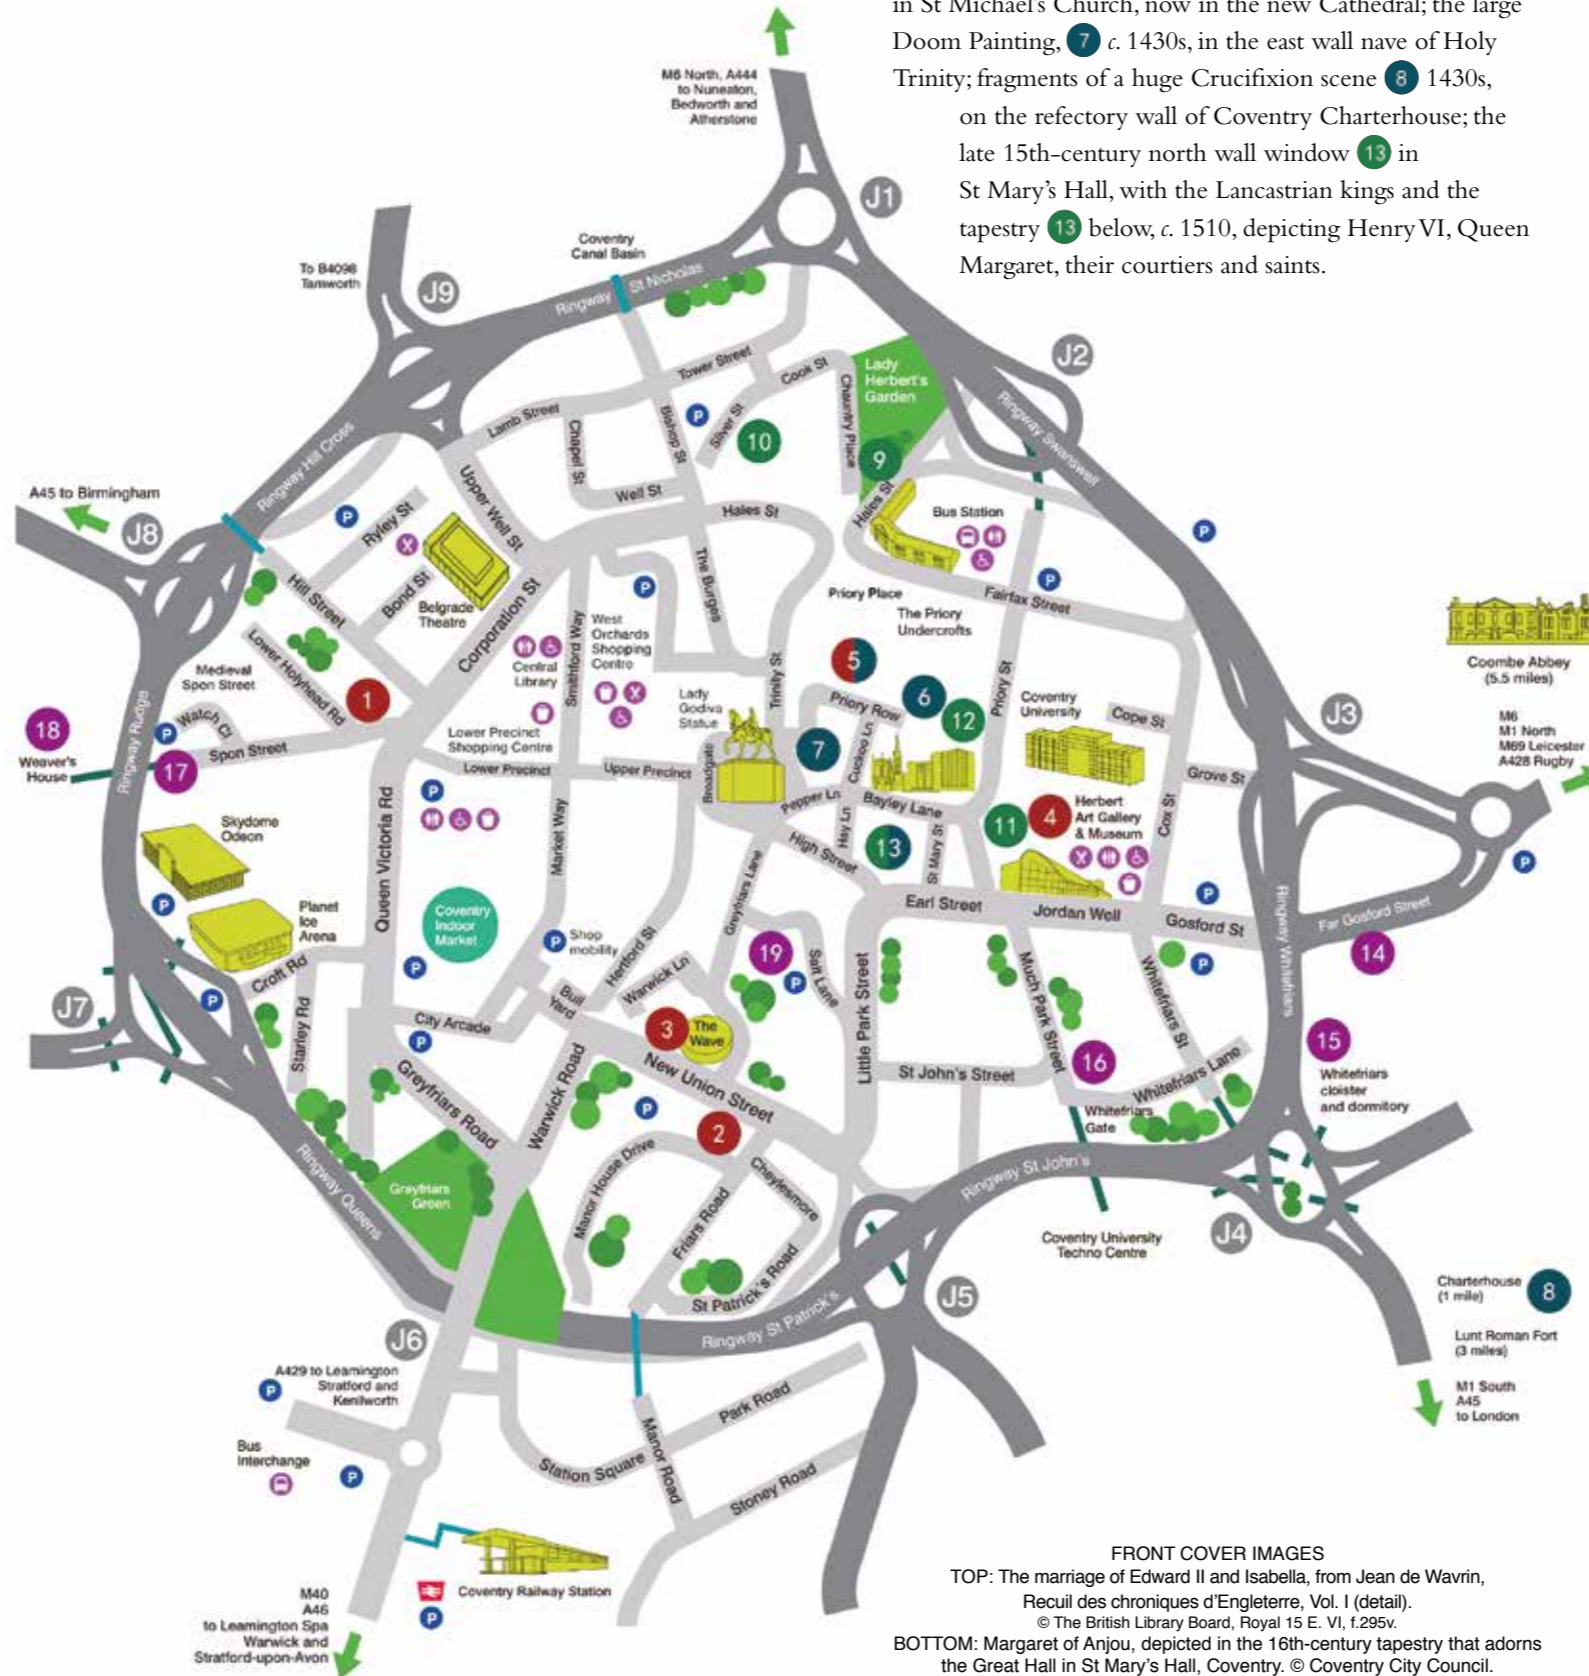 in St Michael's Church, now in the new Cathedral; the large
Doom Painting, 7 c. 1430s, in the east wall nave of Holy
Trinity; fragments of a huge Crucifixion scene 8 1430s,
on the refectory wall of Coventry Charterhouse; the
late 15th-century north wall window 13 in
St Mary's Hall, with the Lancastrian kings and the
tapestry 13 below, c. 1510, depicting Henry VI, Queen
Margaret, their courtiers and saints.
M6 North, A444
to Nuneaton,
Bedworth and
Atherstone
J1
Coventry
Canal Basin
To B4098
Tamworth
J9
Ringway St Nicholas
J2
Tower Street
Cook St
Lady
Herbert's
Garden
Chauntry Place
Ringway Swanswell
Lamb Street
Bishop St
P
Silver St
10
9
Chapel St
Ringway Hill Cross
Upper Well St
Well St
Hales St
Hales St
Bus Station
A45 to Birmingham
J8
P
Ryley St
P
Bond St
Belgrade
Theatre
Hill Street
Corporation St
Smithford Way
P
The Burges
P
Fairfax Street
Priory Place
The Priory
Undercrofts
West
Orchards
Shopping
Centre
Central
Library
Coombe Abbey
(5.5 miles)
Lower Holyhead Rd
Medieval
Spon Street
1
Trinity St
5
6
12
Priory St
Priory Row
Coventry
University
Cope St
Lady
Godiva
Statue
J3
M6
M1 North
M69 Leicester
A428 Rugby
18
Weaver's
House
P
Watch Ct
17
Spon Street
Ringway Rudge
Lower Precinct
Shopping Centre
Lower Precinct
Upper Precinct
Broadgate
7
Cuckoo Ln
Pepper Ln
Bayley Lane
Hay Ln
Grove St
Cox St
Skydome
Odeon
P
Queen Victoria Rd
Market Way
High Street
13
St Mary St
11
4
Herbert
Art Gallery
& Museum
P
P
Planet
Ice
Arena
P
Coventry
Indoor
Market
Greyfriars Lane
Earl Street
Jordan Well
Gosford St
P
Far Gosford Street
14
Ringway Whitefriars
P
Shop
mobility
Hertford St
19
P
Salt Lane
Little Park Street
Much Park Street
Whitefriars St
P
Croft Rd
P
J7
Starley Rd
Warwick Ln
Bull
Yard
City Arcade
P
3
The
Wave
New Union Street
16
15
Whitefriars
cloister
and dormitory
St John's Street
Whitefriars Lane
Whitefriars
Gate
Greyfriars Road
Warwick Road
P
2
Manor House Drive
Cheylesmore
Friars Road
St Patrick's Road
Ringway Queens
Greyfriars
Green
Ringway St John's
Coventry University
Techno Centre
J4
Charterhouse
(1 mile)
8
Lunt Roman Fort
(3 miles)
M1 South
A45
to London
J5
Ringway St Patrick's
J6
A429 to Leamington
Stratford and
Kenilworth
P
Bus
Interchange
P
Park Road
Manor Road
Station Square
Stoney Road
Coventry Railway Station
P
M40
A46
to Leamington Spa
Warwick and
Stratford-upon-Avon
FRONT COVER IMAGES
TOP: The marriage of Edward II and Isabella, from Jean de Wavrin,
Recuil des chroniques d'Engleterre, Vol. I (detail).
© The British Library Board, Royal 15 E. VI, f.295v.
BOTTOM: Margaret of Anjou, depicted in the 16th-century tapestry that adorns
the Great Hall in St Mary's Hall, Coventry. © Coventry City Council.